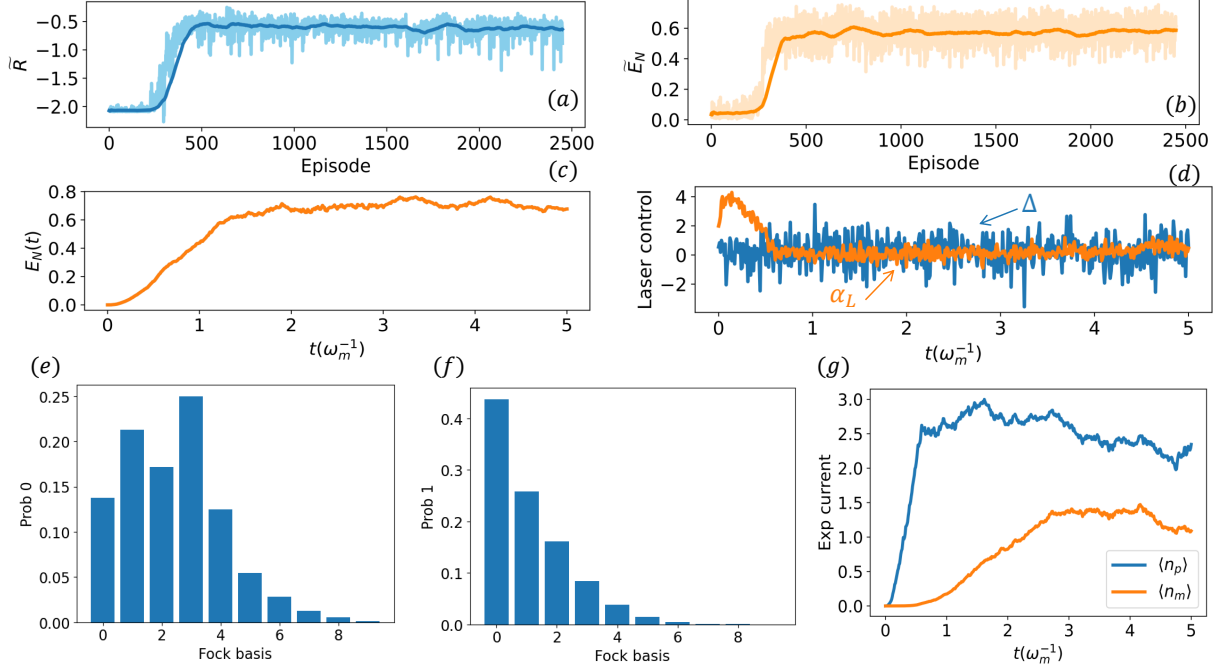 −0.5
−1.0
−1.5
−2.0
R̃
(a)
0 500 1000 1500 2000 2500
Episode
0.6
0.4
0.2
0.0
Ẽ_N
(b)
0 500 1000 1500 2000 2500
Episode
(c)
0.8
0.6
0.4
0.2
0.0
E_N(t)
0 1 2 3 4 5
t(ω_m^{-1})
(d)
4
2
0
−2
Laser control
Δ
α_L
0 1 2 3 4 5
t(ω_m^{-1})
(e)
0.25
0.20
0.15
0.10
0.05
0.00
Prob 0
0 2 4 6 8
Fock basis
(f)
0.4
0.3
0.2
0.1
0.0
Prob 1
0 2 4 6 8
Fock basis
(g)
3.0
2.5
2.0
1.5
1.0
0.5
0.0
Exp current
⟨n_p⟩
⟨n_m⟩
0 1 2 3 4 5
t(ω_m^{-1})